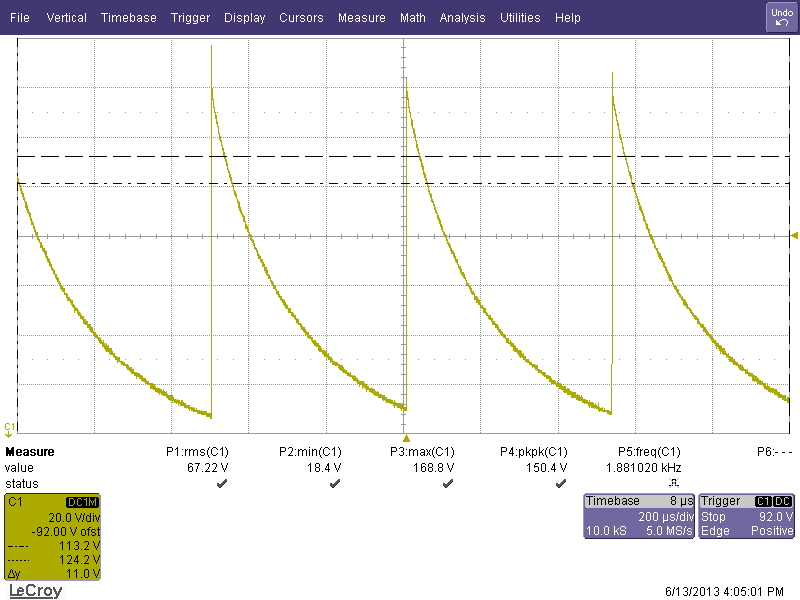 File Vertical Timebase Trigger Display Cursors Measure Math Analysis Utilities Help Undo
C1
Measure P1:rms(C1) P2:min(C1) P3:max(C1) P4:pkpk(C1) P5:freq(C1) P6:- - -
value 67.22 V 18.4 V 168.8 V 150.4 V 1.881020 kHz
status
C1 DC1M
20.0 V/div
-92.00 V ofst
113.2 V
124.2 V
Δy 11.0 V
Timebase 8 µs
200 µs/div
10.0 kS 5.0 MS/s
Trigger C1 DC
Stop 92.0 V
Edge Positive
LeCroy
6/13/2013 4:05:01 PM